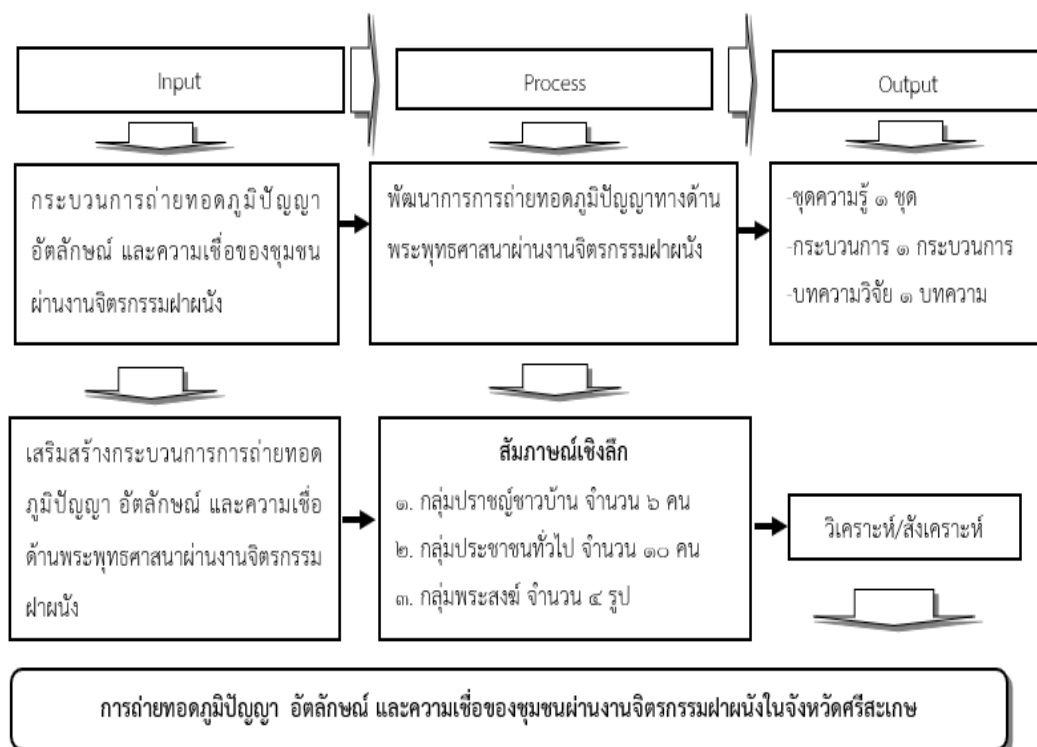 Input
Process
Output
กระบวนการถ่ายทอดภูมิปัญญา
อัตลักษณ์ และความเชื่อของชุมชน
ผ่านงานจิตรกรรมฝาผนัง
พัฒนาการการถ่ายทอดภูมิปัญญาทางด้าน
พระพุทธศาสนาผ่านงานจิตรกรรมฝาผนัง
-ชุดความรู้ ๑ ชุด
-กระบวนการ ๑ กระบวนการ
-บทความวิจัย ๑ บทความ
เสริมสร้างกระบวนการการถ่ายทอด
ภูมิปัญญา อัตลักษณ์ และความเชื่อ
ด้านพระพุทธศาสนาผ่านงานจิตรกรรม
ฝาผนัง
สัมภาษณ์เชิงลึก
๑. กลุ่มปราชญ์ชาวบ้าน จำนวน ๖ คน
๒. กลุ่มประชาชนทั่วไป จำนวน ๑๐ คน
๓. กลุ่มพระสงฆ์ จำนวน ๔ รูป
วิเคราะห์/สังเคราะห์
การถ่ายทอดภูมิปัญญา อัตลักษณ์ และความเชื่อของชุมชนผ่านงานจิตรกรรมฝาผนังในจังหวัดศรีสะเกษ